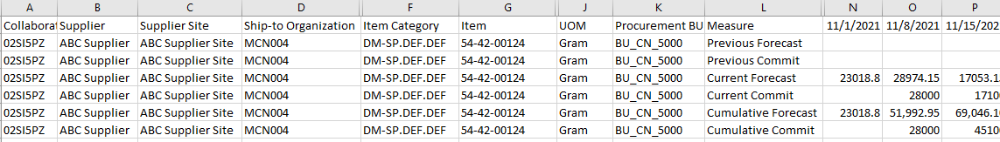 A B C D F G J K L N O P
Collaborat Supplier Supplier Site Ship-to Organization Item Category Item UOM Procurement BU Measure 11/1/2021 11/8/2021 11/15/202
02SI5PZ ABC Supplier ABC Supplier Site MCN004 DM-SP.DEF.DEF 54-42-00124 Gram BU_CN_5000 Previous Forecast
02SI5PZ ABC Supplier ABC Supplier Site MCN004 DM-SP.DEF.DEF 54-42-00124 Gram BU_CN_5000 Previous Commit
02SI5PZ ABC Supplier ABC Supplier Site MCN004 DM-SP.DEF.DEF 54-42-00124 Gram BU_CN_5000 Current Forecast 23018.8 28974.15 17053.1
02SI5PZ ABC Supplier ABC Supplier Site MCN004 DM-SP.DEF.DEF 54-42-00124 Gram BU_CN_5000 Current Commit 28000 1710
02SI5PZ ABC Supplier ABC Supplier Site MCN004 DM-SP.DEF.DEF 54-42-00124 Gram BU_CN_5000 Cumulative Forecast 23018.8 51,992.95 69,046.1
02SI5PZ ABC Supplier ABC Supplier Site MCN004 DM-SP.DEF.DEF 54-42-00124 Gram BU_CN_5000 Cumulative Commit 28000 4510